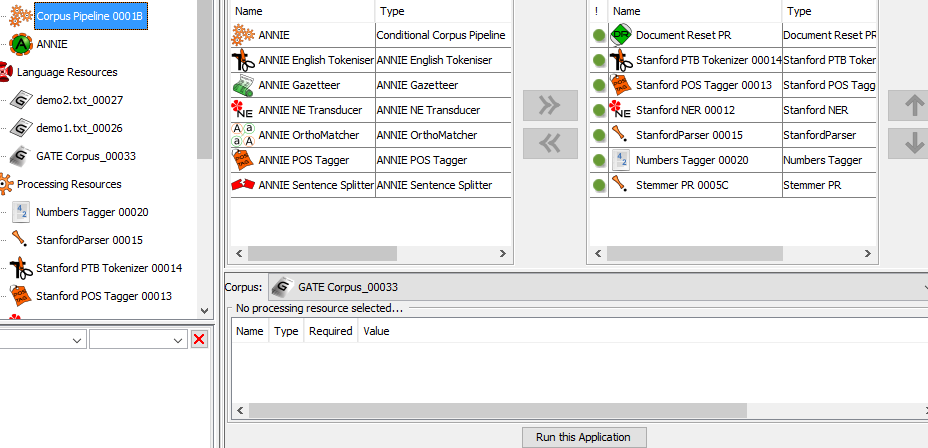 Corpus Pipeline 0001B
ANNIE
Language Resources
demo2.txt_00027
demo1.txt_00026
GATE Corpus_00033
Processing Resources
Numbers Tagger 00020
StanfordParser 00015
Stanford PTB Tokenizer 00014
Stanford POS Tagger 00013
Name Type
ANNIE Conditional Corpus Pipeline
ANNIE English Tokeniser ANNIE English Tokeniser
ANNIE Gazetteer ANNIE Gazetteer
ANNIE NE Transducer ANNIE NE Transducer
ANNIE OrthoMatcher ANNIE OrthoMatcher
ANNIE POS Tagger ANNIE POS Tagger
ANNIE Sentence Splitter ANNIE Sentence Splitter
! Name Type
Document Reset PR Document Reset PR
Stanford PTB Tokenizer 00014 Stanford PTB Token
Stanford POS Tagger 00013 Stanford POS Tagg
Stanford NER 00012 Stanford NER
StanfordParser 00015 StanfordParser
Numbers Tagger 00020 Numbers Tagger
Stemmer PR 0005C Stemmer PR
Corpus: GATE Corpus_00033
No processing resource selected...
Name Type Required Value
Run this Application